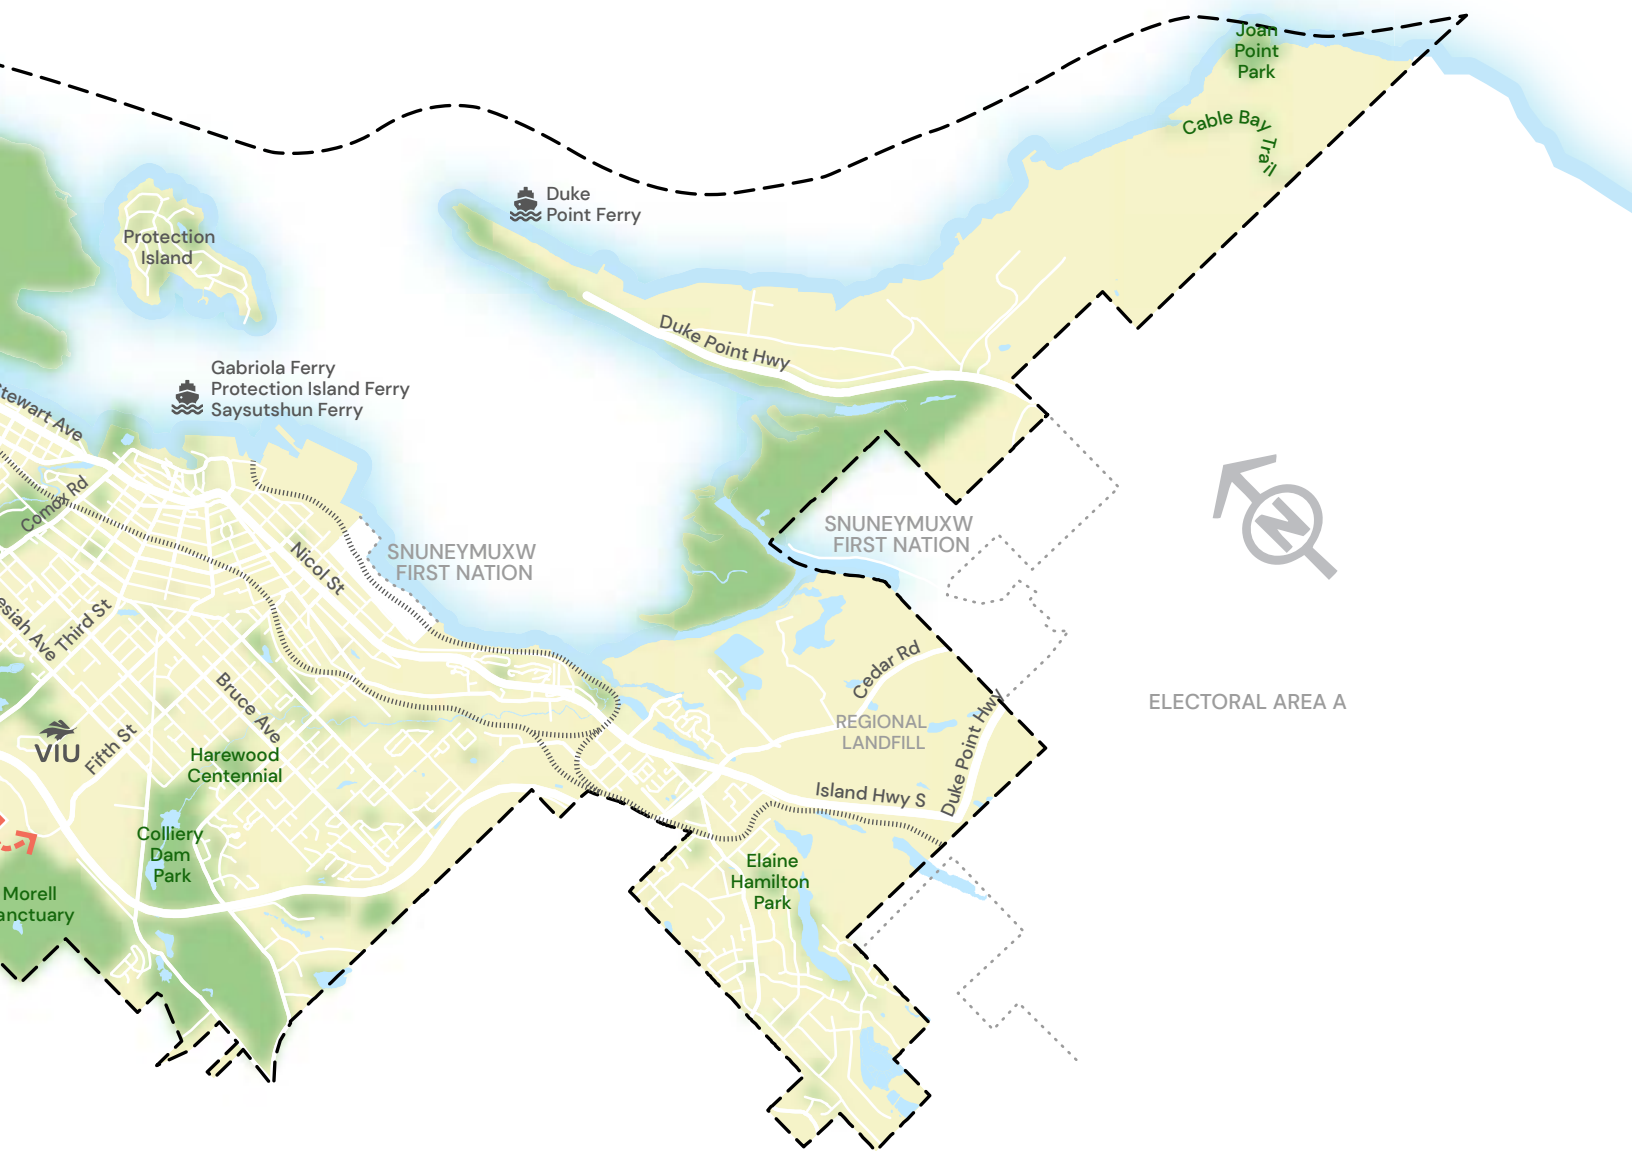 Joan
Point
Park
Cable Bay Trail
Duke
Point Ferry
Protection
Island
Duke Point Hwy
Gabriola Ferry
Protection Island Ferry
Saysutshun Ferry
Stewart Ave
Comox Rd
SNUNEYMUXW
FIRST NATION
SNUNEYMUXW
FIRST NATION
N
Nicol St
esiah Ave
Third St
Cedar Rd
Bruce Ave
ELECTORAL AREA A
REGIONAL
LANDFILL
Duke Point Hwy
VIU
Fifth St
Harewood
Centennial
Island Hwy S
Colliery
Dam
Park
Elaine
Hamilton
Park
Morell
anctuary